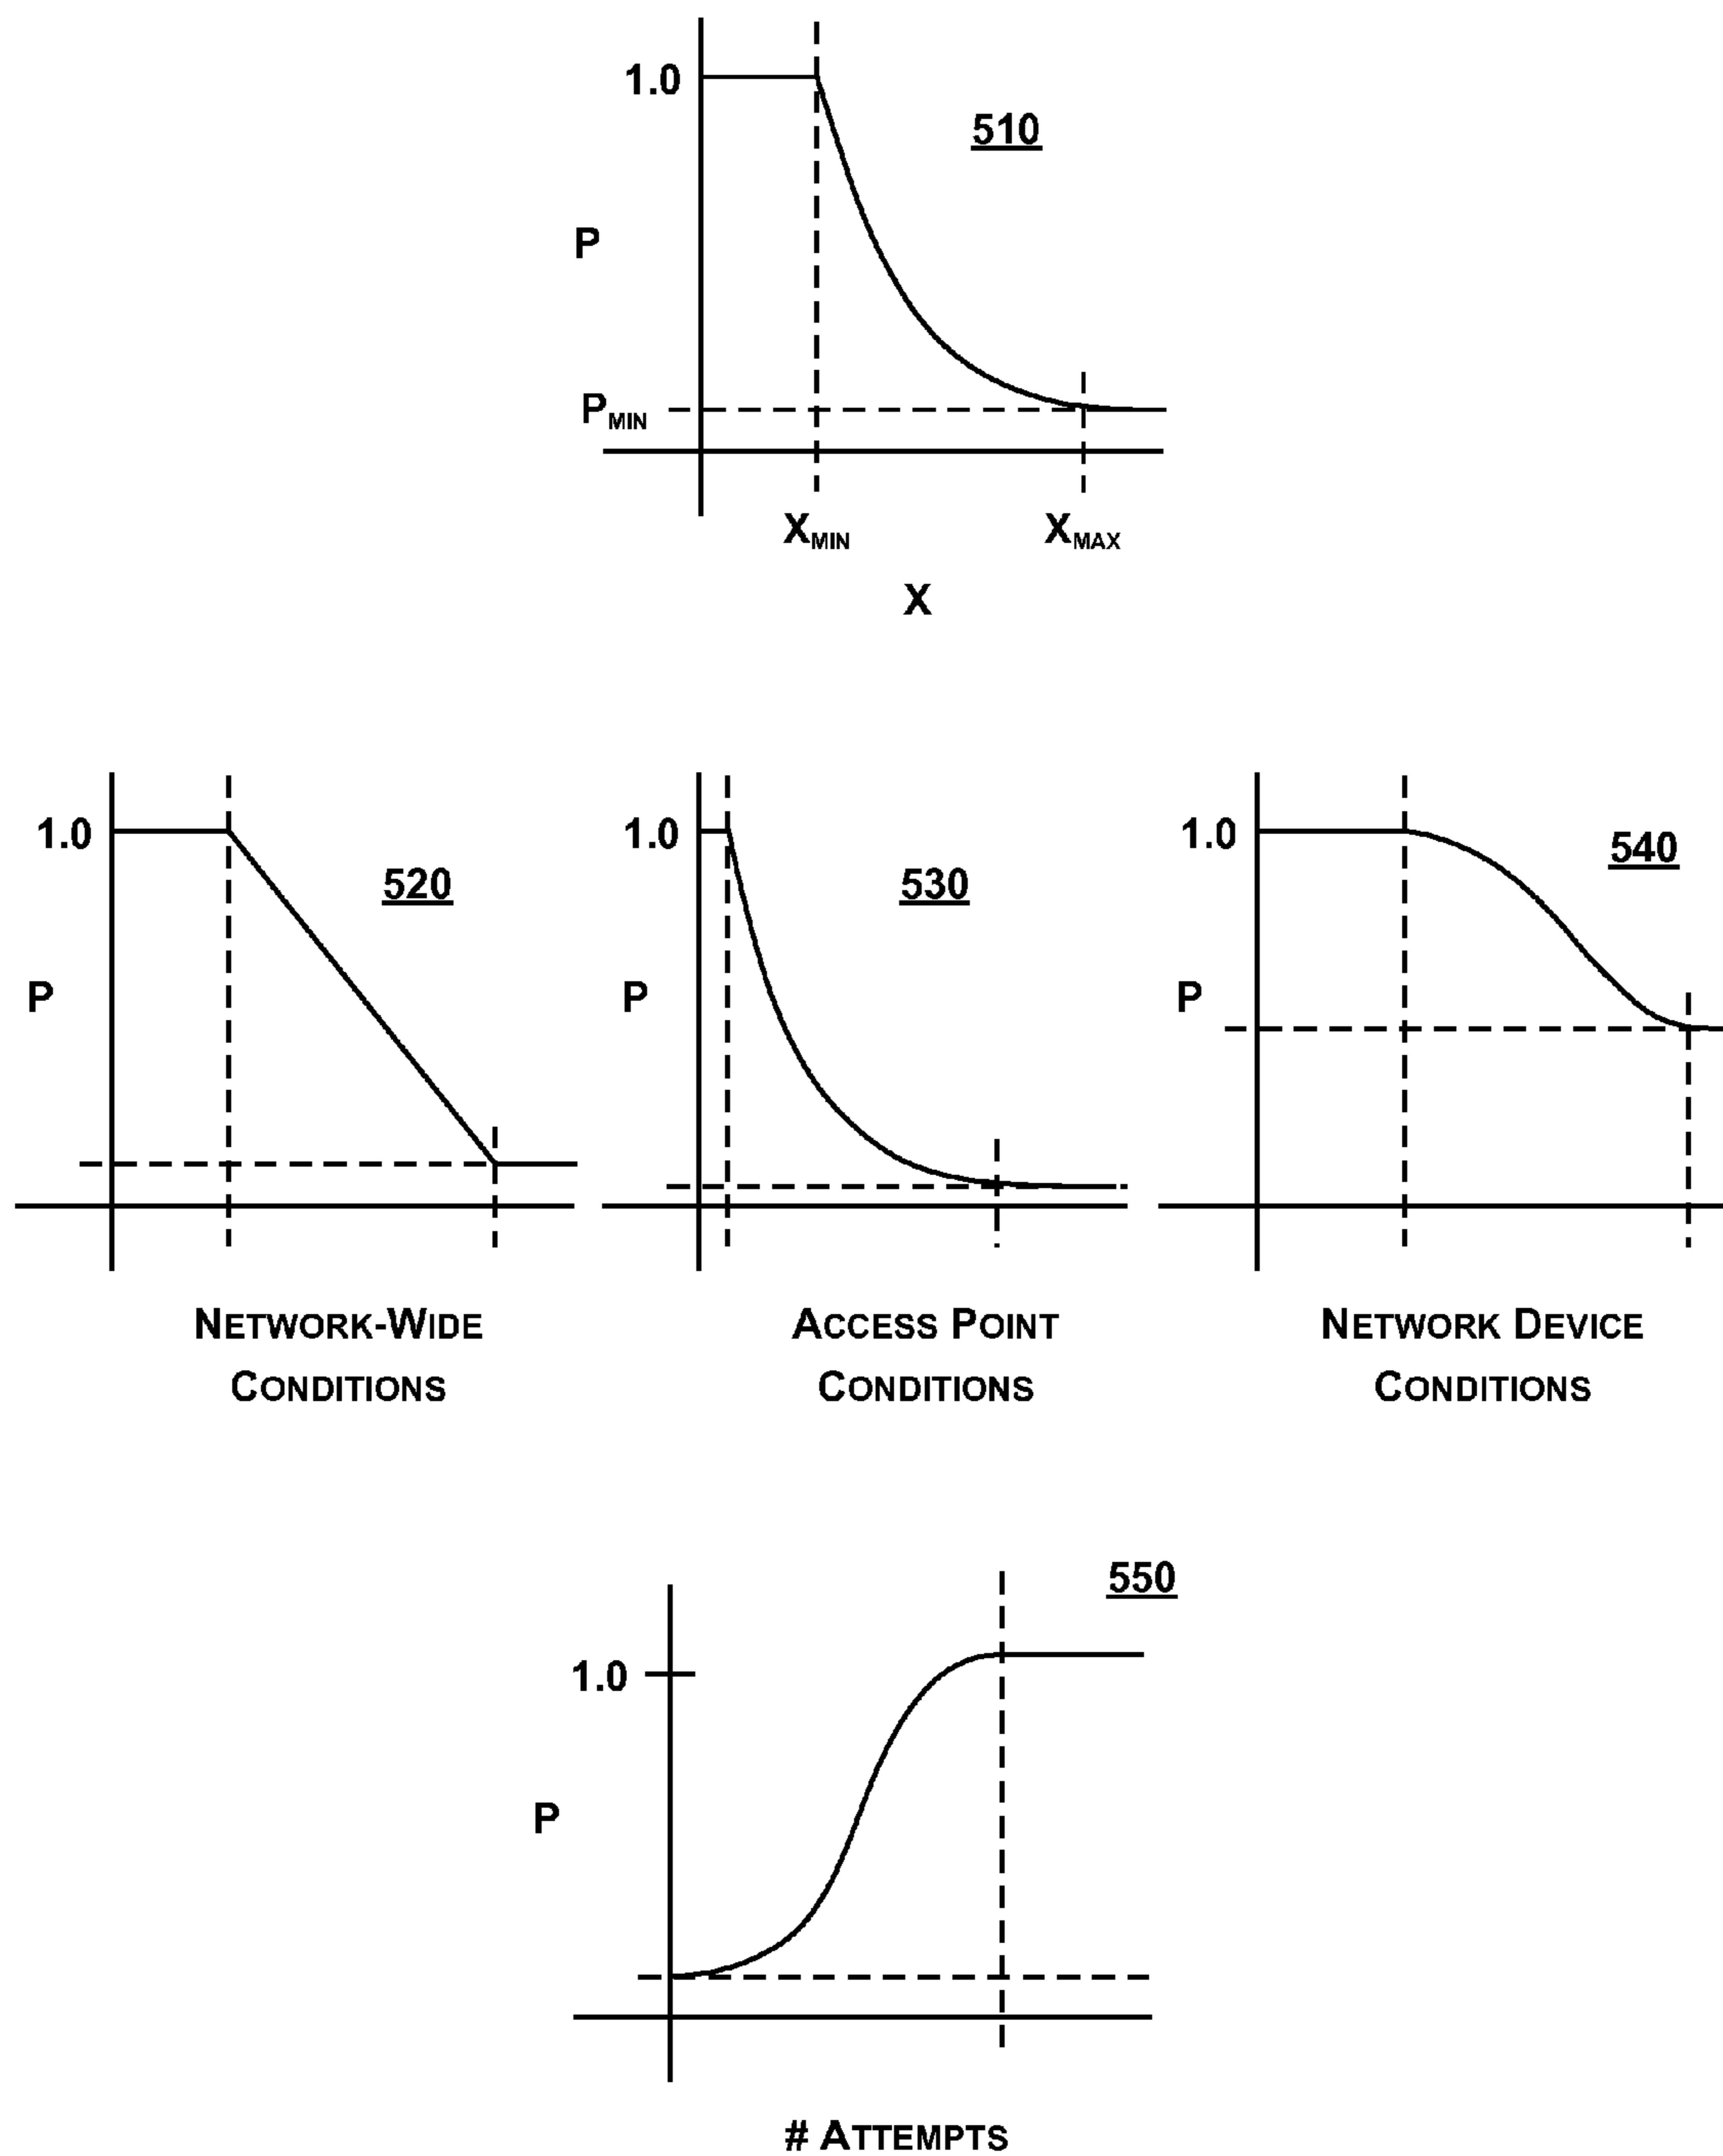 1.0
510
P
PMIN
XMIN XMAX
X
1.0 520 P
1.0 530 P
1.0 540 P
NETWORK-WIDE
CONDITIONS
ACCESS POINT
CONDITIONS
NETWORK DEVICE
CONDITIONS
550
1.0
P
# ATTEMPTS